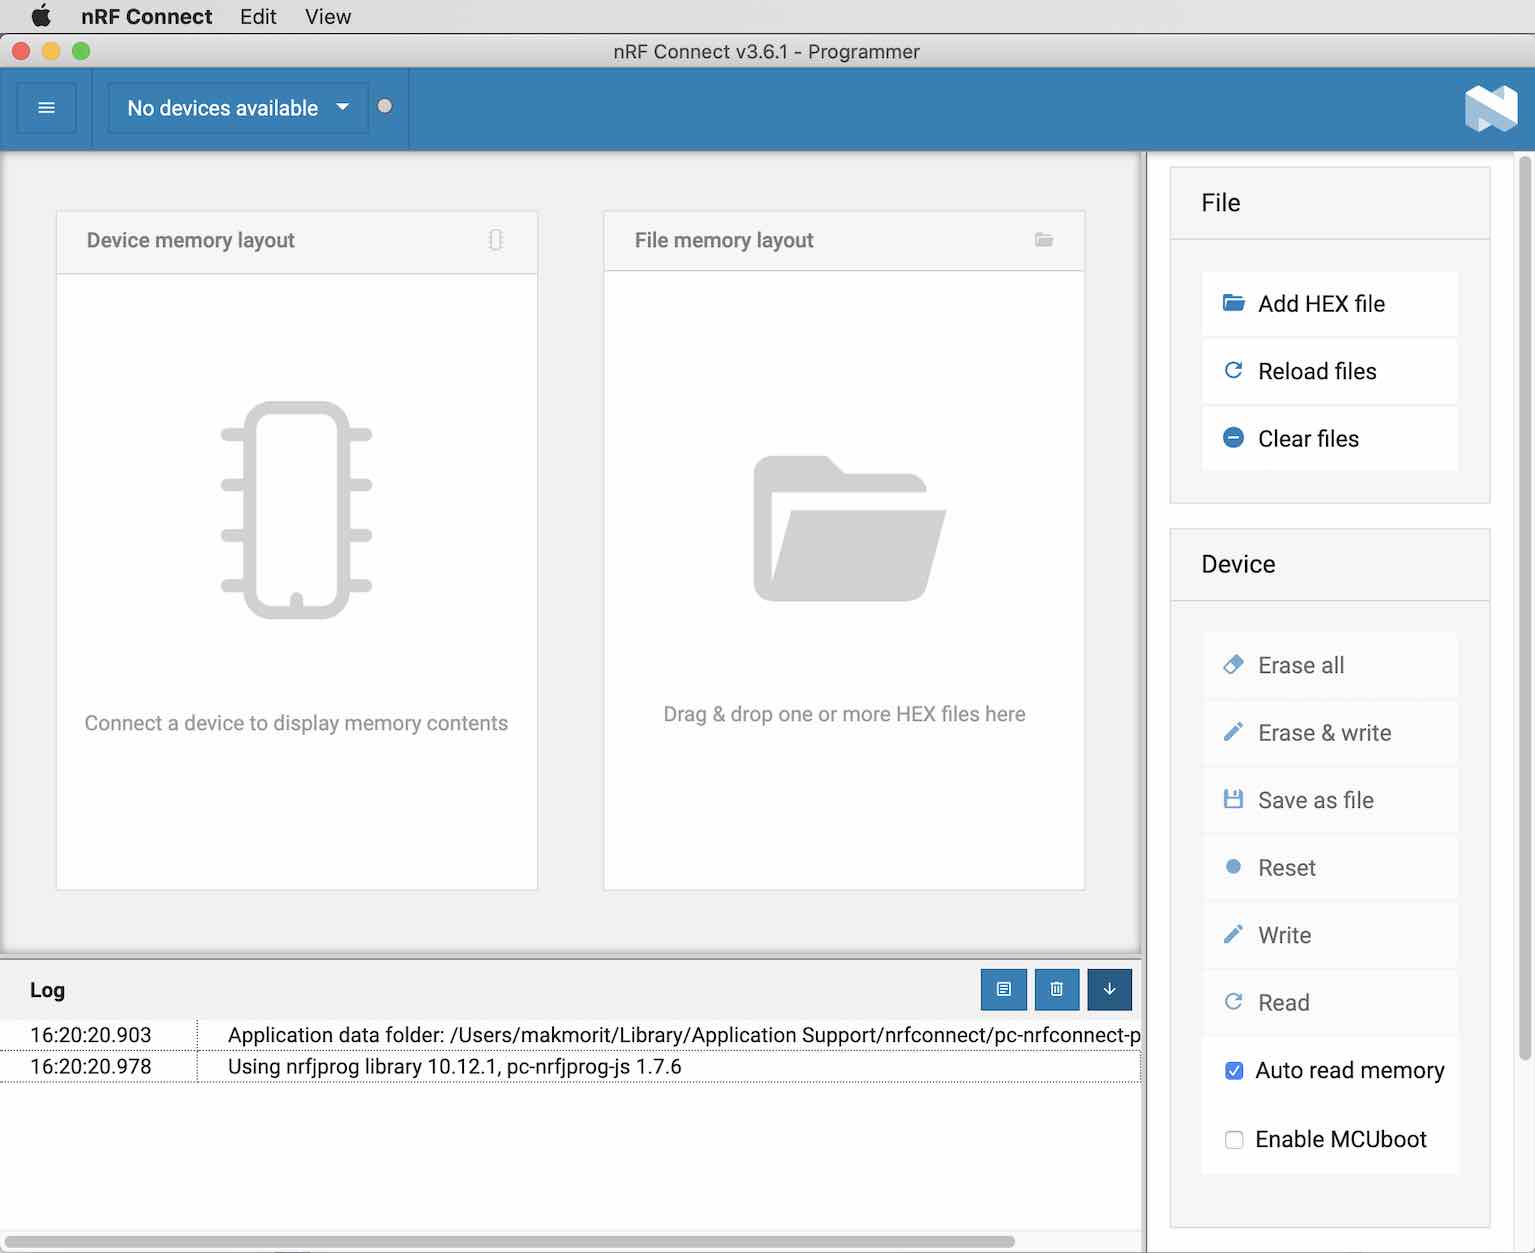 nRF Connect Edit View
nRF Connect v3.6.1 - Programmer
No devices available
Device memory layout
Connect a device to display memory contents
File memory layout
Drag & drop one or more HEX files here
File
Add HEX file
Reload files
Clear files
Device
Erase all
Erase & write
Save as file
Reset
Write
Read
Auto read memory
Enable MCUboot
Log
16:20:20.903 Application data folder: /Users/makmorit/Library/Application Support/nrfconnect/pc-nrfconnect-p
16:20:20.978 Using nrfjprog library 10.12.1, pc-nrfjprog-js 1.7.6